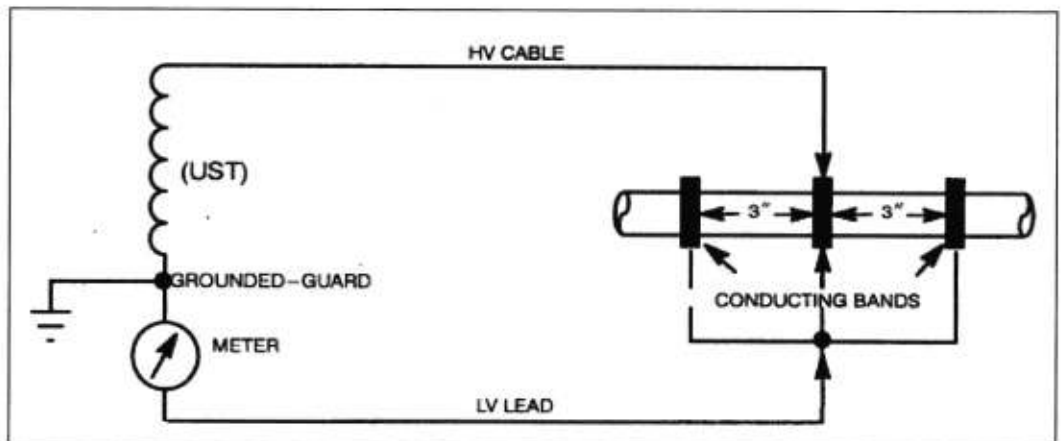 HV CABLE
(UST)
3" 3"
GROUNDED-GUARD
CONDUCTING BANDS
METER
LV LEAD